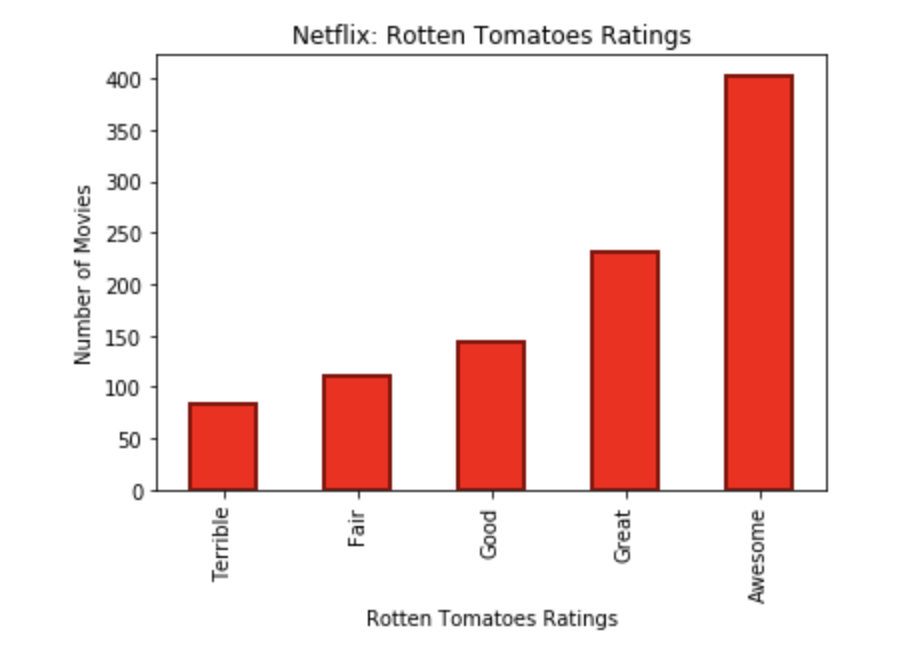 Netflix: Rotten Tomatoes Ratings
Number of Movies
400
350
300
250
200
150
100
50
0
Terrible
Fair
Good
Great
Awesome
Rotten Tomatoes Ratings